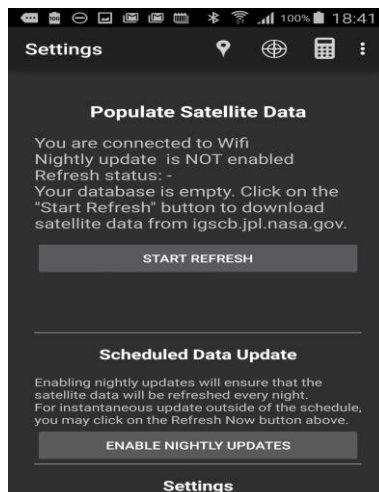 100% 18:41
Settings
Populate Satellite Data
You are connected to Wifi
Nightly update is NOT enabled
Refresh status: -
Your database is empty. Click on the
"Start Refresh" button to download
satellite data from igscb.jpl.nasa.gov.
START REFRESH
Scheduled Data Update
Enabling nightly updates will ensure that the
satellite data will be refreshed every night.
For instantaneous update outside of the schedule,
you may click on the Refresh Now button above.
ENABLE NIGHTLY UPDATES
Settings